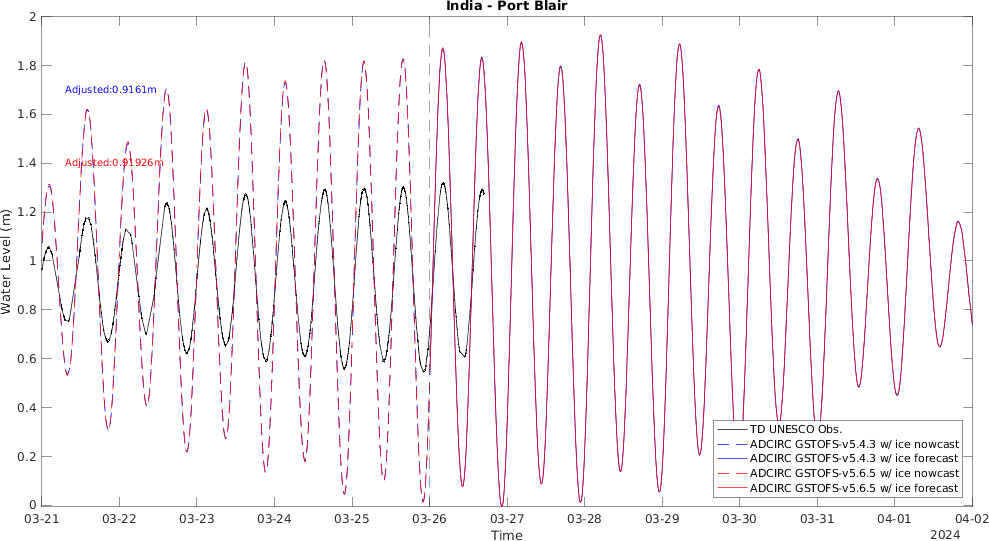 India - Port Blair
2
1.8
1.6
1.4
1.2
1
0.8
0.6
0.4
0.2
0
Water Level (m)
Adjusted:0.9161m
Adjusted:0.91926m
TD UNESCO Obs.
ADCIRC GSTOFS-v5.4.3 w/ ice nowcast
ADCIRC GSTOFS-v5.4.3 w/ ice forecast
ADCIRC GSTOFS-v5.6.5 w/ ice nowcast
ADCIRC GSTOFS-v5.6.5 w/ ice forecast
03-21 03-22 03-23 03-24 03-25 03-26 03-27 03-28 03-29 03-30 03-31 04-01 04-02
Time
2024